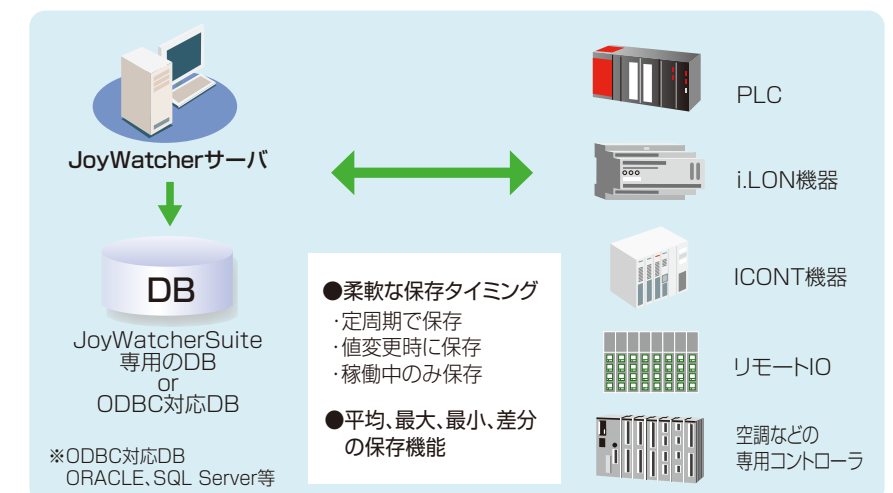 JoyWatcherサーバ
DB
JoyWatcherSuite
専用のDB
or
ODBC対応DB
※ODBC対応DB
ORACLE、SQL Server等
●柔軟な保存タイミング
・定周期で保存
・値変更時に保存
・稼働中のみ保存
●平均、最大、最小、差分
の保存機能
PLC
i.LON機器
ICONT機器
リモートIO
空調などの
専用コントローラ